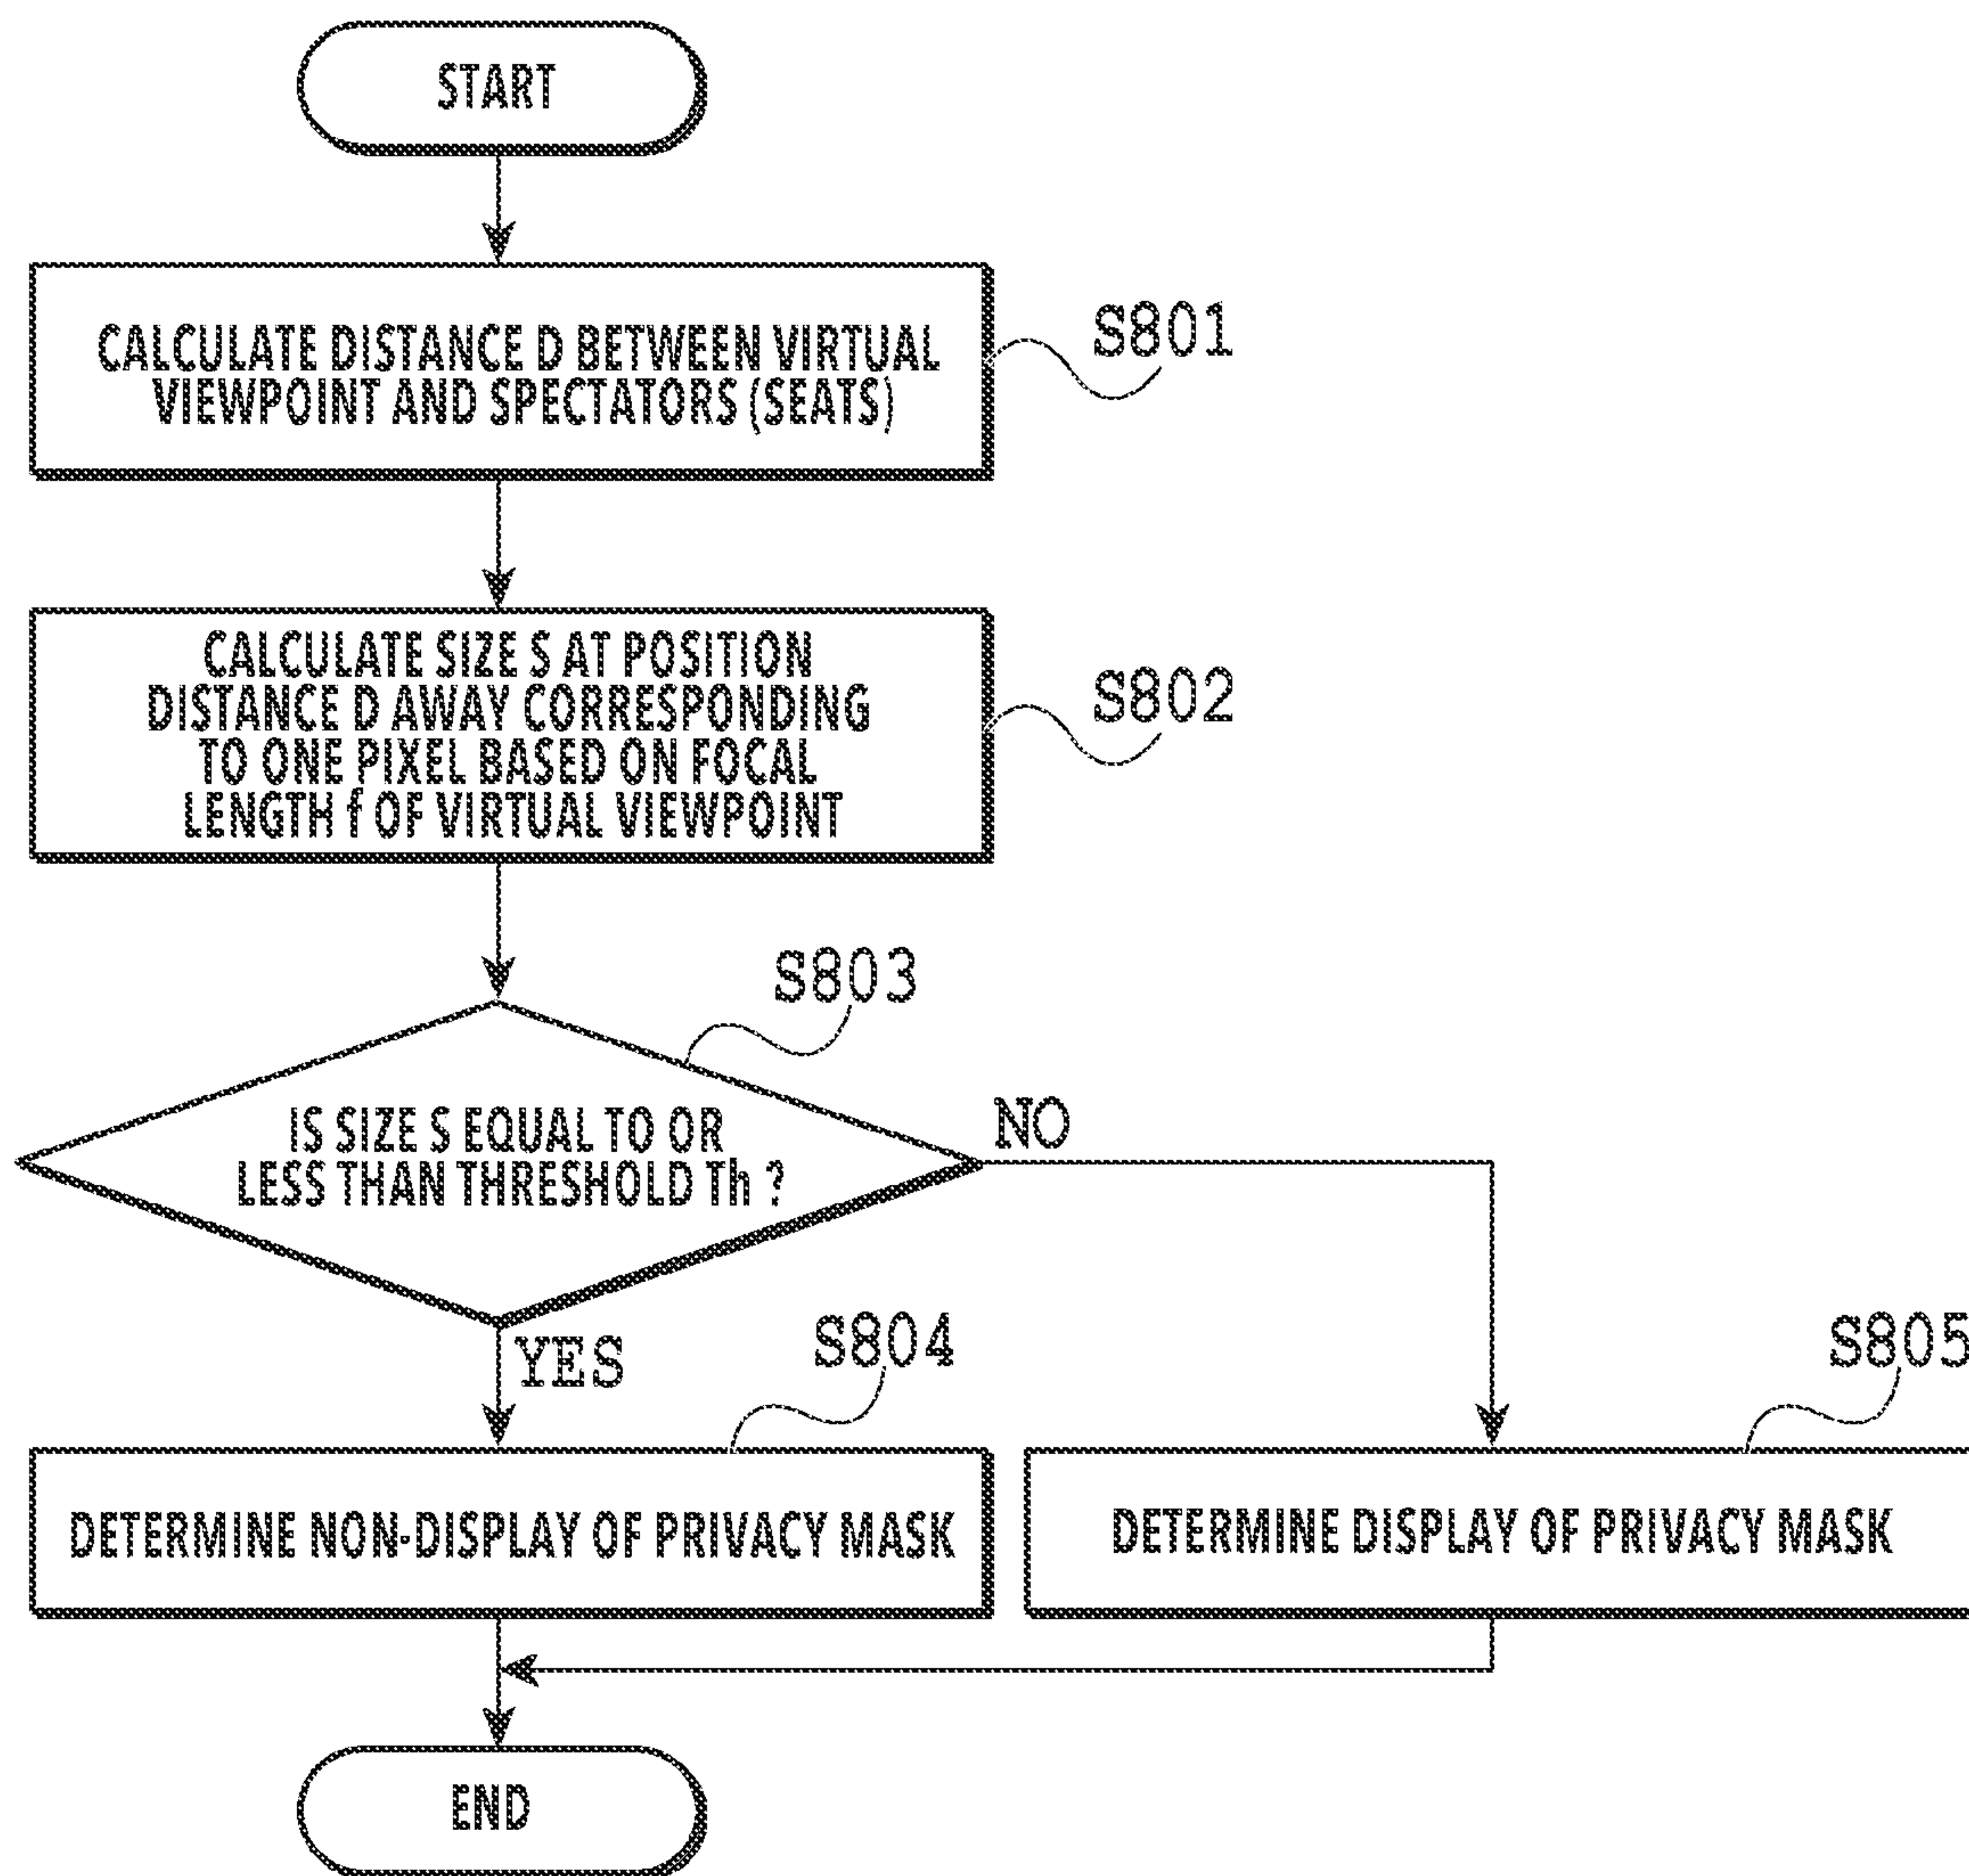 START
CALCULATE DISTANCE D BETWEEN VIRTUAL
VIEWPOINT AND SPECTATORS (SEATS)
S801
CALCULATE SIZE S AT POSITION
DISTANCE D AWAY CORRESPONDING
TO ONE PIXEL BASED ON FOCAL
LENGTH f OF VIRTUAL VIEWPOINT
S802
S803
IS SIZE S EQUAL TO OR
LESS THAN THRESHOLD Th ?
NO
YES
S804
S805
DETERMINE NON-DISPLAY OF PRIVACY MASK
DETERMINE DISPLAY OF PRIVACY MASK
END